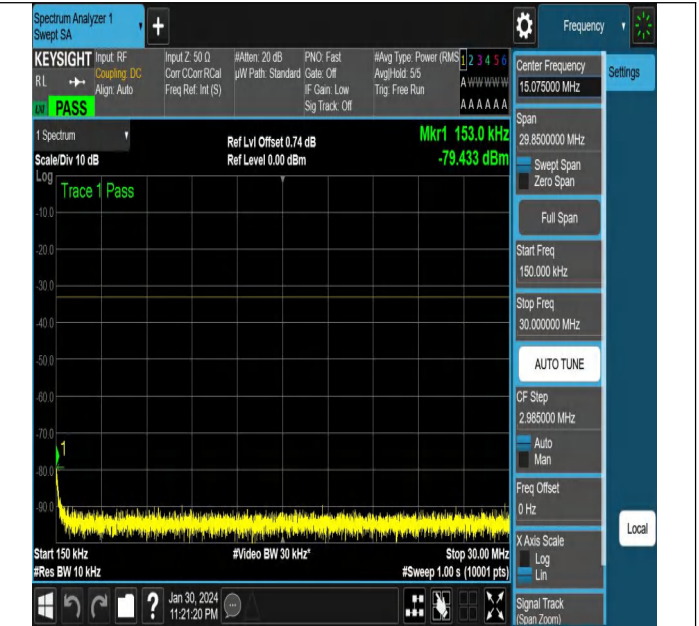 Spectrum Analyzer 1
Swept SA
+
Frequency
KEYSIGHT
RL
Input: RF
Coupling: DC
Align: Auto
Input Z: 50 Ω
Corr CCorr RCal
Freq Ref: Int (S)
#Atten: 20 dB
µW Path: Standard
PNO: Fast
Gate: Off
IF Gain: Low
Sig Track: Off
#Avg Type: Power (RMS
Avg|Hold: 5/5
Trig: Free Run
1 2 3 4 5 6
A W W W W W
A A A A A A
PASS
1 Spectrum
Scale/Div 10 dB
Ref Lvl Offset 0.74 dB
Ref Level 0.00 dBm
Mkr1 153.0 kHz
-79.433 dBm
Log
Trace 1 Pass
-10.0
-20.0
-30.0
-40.0
-50.0
-60.0
-70.0
-80.0
-90.0
1
Start 150 kHz
#Res BW 10 kHz
#Video BW 30 kHz*
Stop 30.00 MHz
#Sweep 1.00 s (10001 pts)
Center Frequency
15.075000 MHz
Settings
Span
29.8500000 MHz
Swept Span
Zero Span
Full Span
Start Freq
150.000 kHz
Stop Freq
30.000000 MHz
AUTO TUNE
CF Step
2.985000 MHz
Auto
Man
Freq Offset
0 Hz
X Axis Scale
Log
Lin
Local
Signal Track
(Span Zoom)
?
Jan 30, 2024
11:21:20 PM